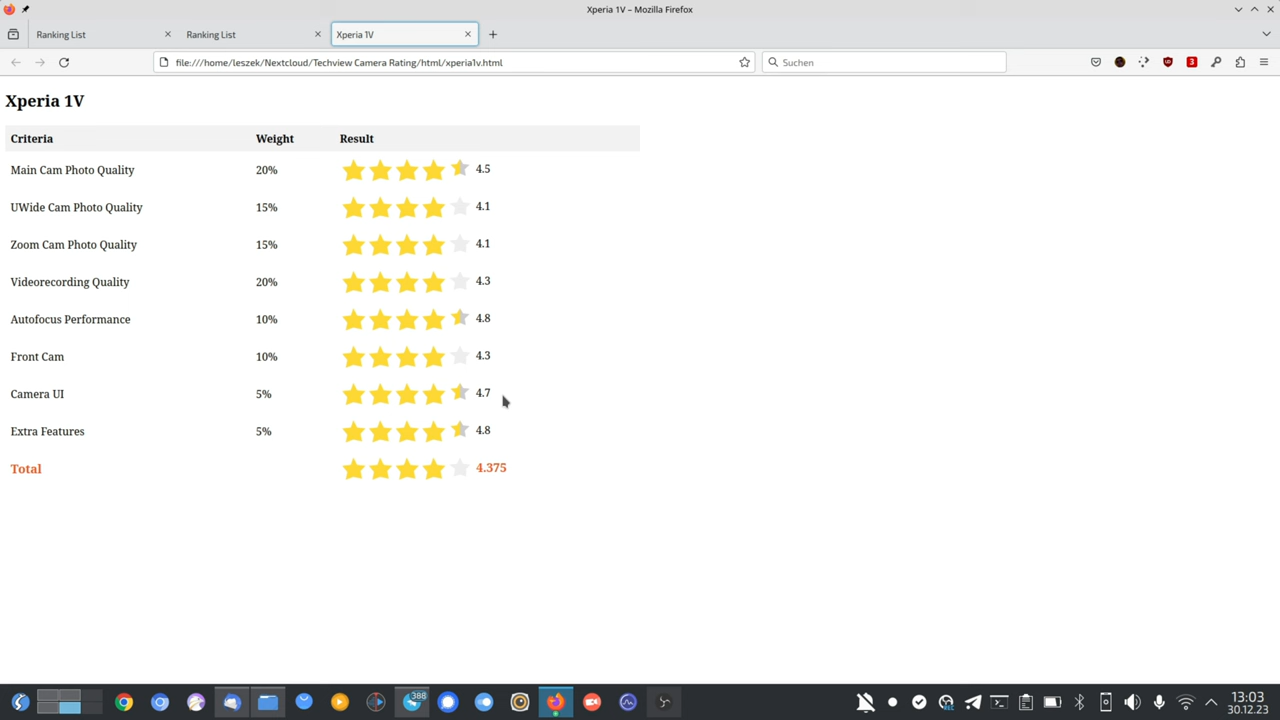 Xperia 1V – Mozilla Firefox
Ranking List
Ranking List
Xperia 1V
file:///home/leszek/Nextcloud/Techview Camera Rating/html/xperia1v.html
Suchen
3
Xperia 1V
Criteria Weight Result
Main Cam Photo Quality 20% 4.5
UWide Cam Photo Quality 15% 4.1
Zoom Cam Photo Quality 15% 4.1
Videorecording Quality 20% 4.3
Autofocus Performance 10% 4.8
Front Cam 10% 4.3
Camera UI 5% 4.7
Extra Features 5% 4.8
Total 4.375
388
13:03
30.12.23